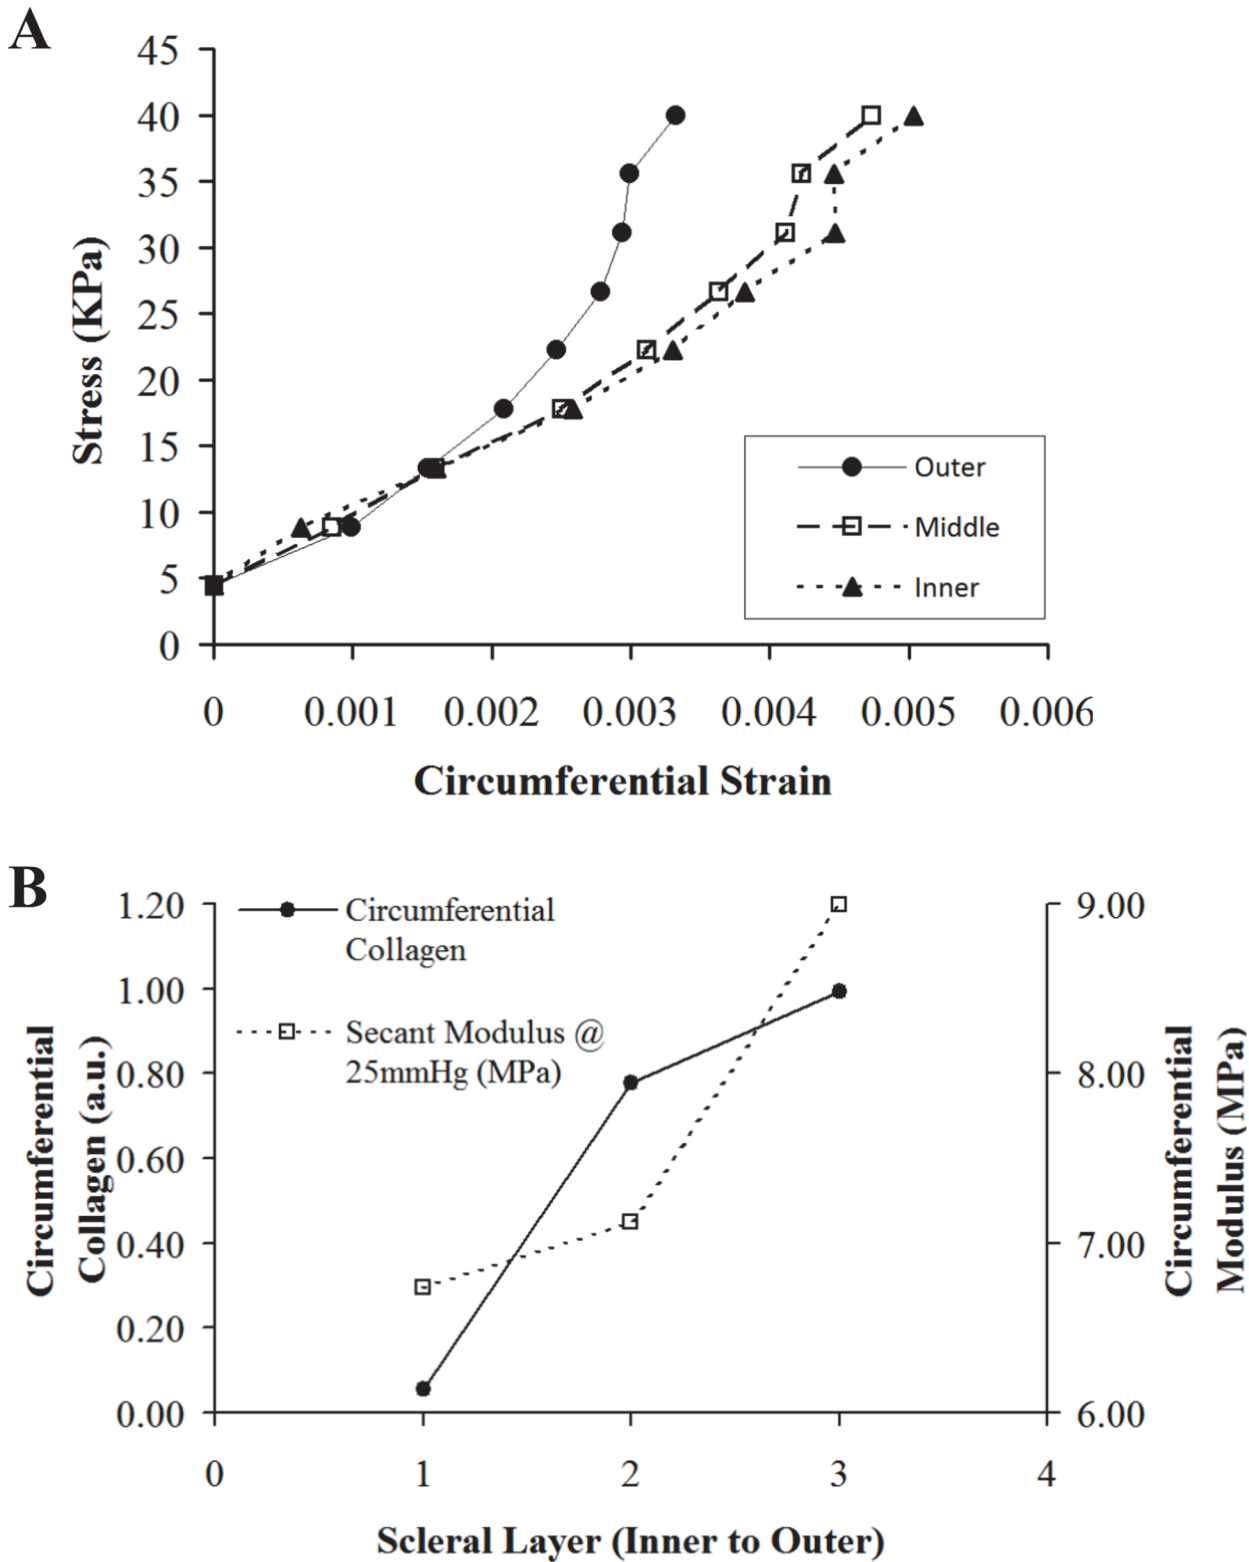 A
45
40
35
30
25
20
15
10
5
0
Stress (KPa)
Outer
Middle
Inner
0 0.001 0.002 0.003 0.004 0.005 0.006
Circumferential Strain
B
1.20
1.00
0.80
0.60
0.40
0.20
0.00
Circumferential
Collagen (a.u.)
Circumferential
Collagen
Secant Modulus @
25mmHg (MPa)
9.00
8.00
7.00
6.00
Circumferential
Modulus (MPa)
0 1 2 3 4
Scleral Layer (Inner to Outer)